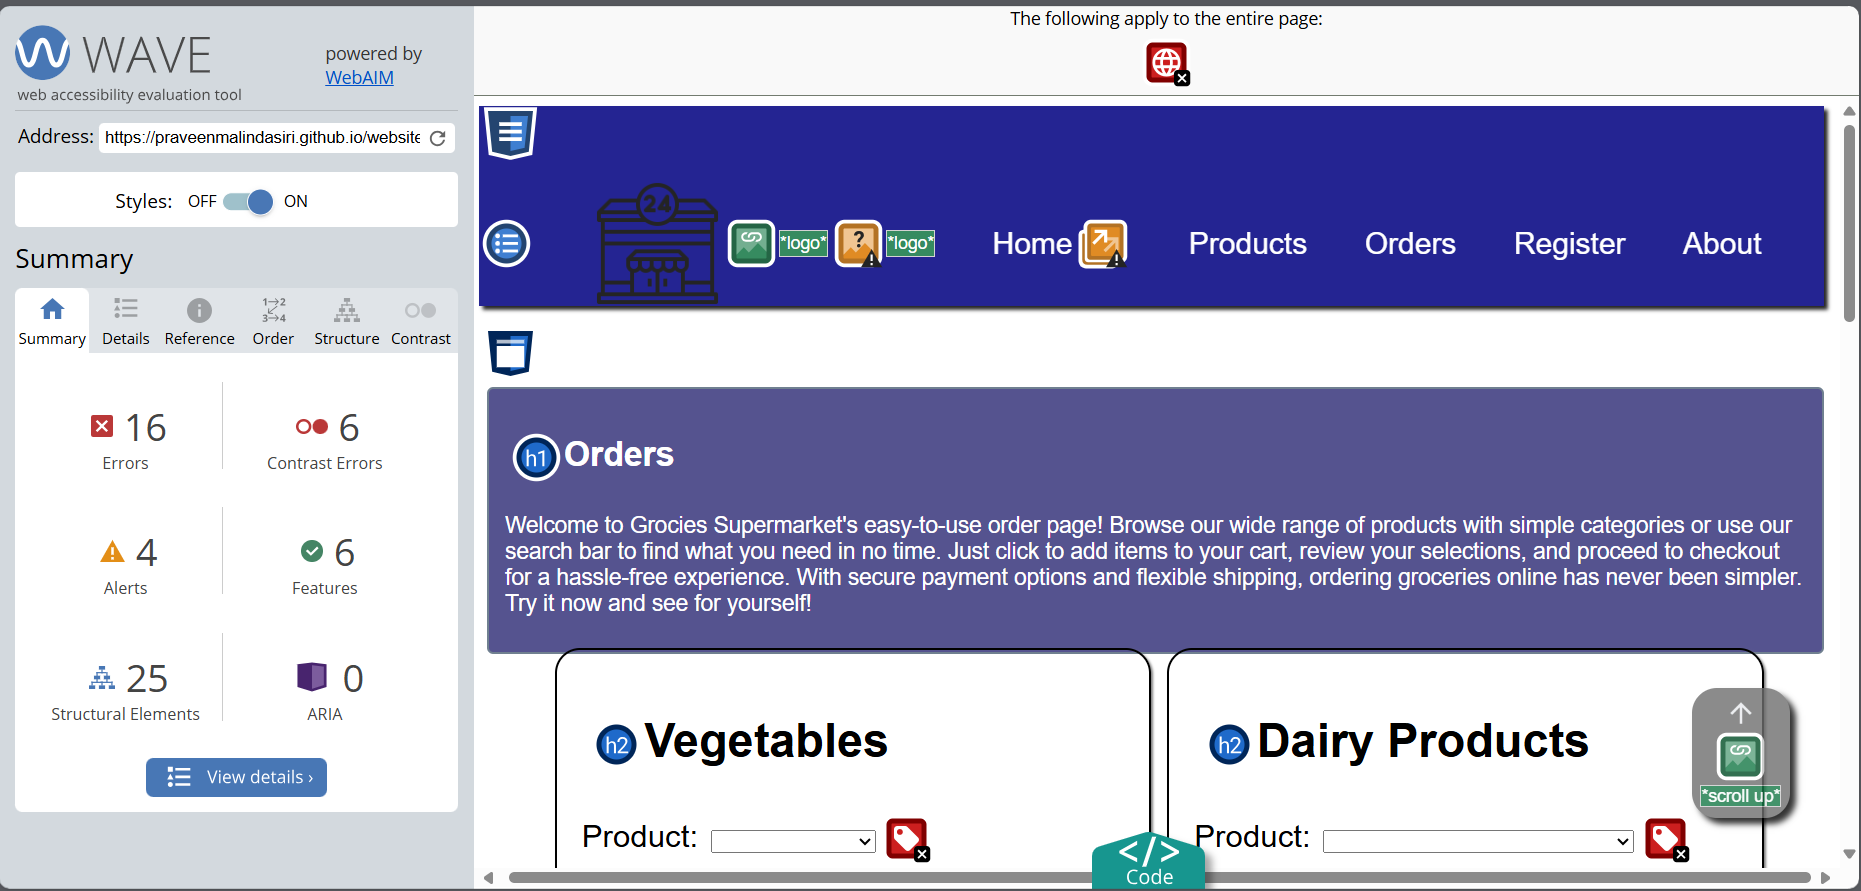 WAVE
web accessibility evaluation tool
powered by
WebAIM
Address: https://praveenmalindasiri.github.io/website
Styles: OFF ON
Summary
Summary Details Reference Order Structure Contrast
1 2
3 4
16 6
Errors Contrast Errors
4 6
Alerts Features
25 0
Structural Elements ARIA
View details ›
The following apply to the entire page:
24
*logo* ? *logo* Home Products Orders Register About
h1 Orders
Welcome to Grocies Supermarket's easy-to-use order page! Browse our wide range of products with simple categories or use our
search bar to find what you need in no time. Just click to add items to your cart, review your selections, and proceed to checkout
for a hassle-free experience. With secure payment options and flexible shipping, ordering groceries online has never been simpler.
Try it now and see for yourself!
h2 Vegetables
Product:
h2 Dairy Products
Product:
*scroll up*
</> Code